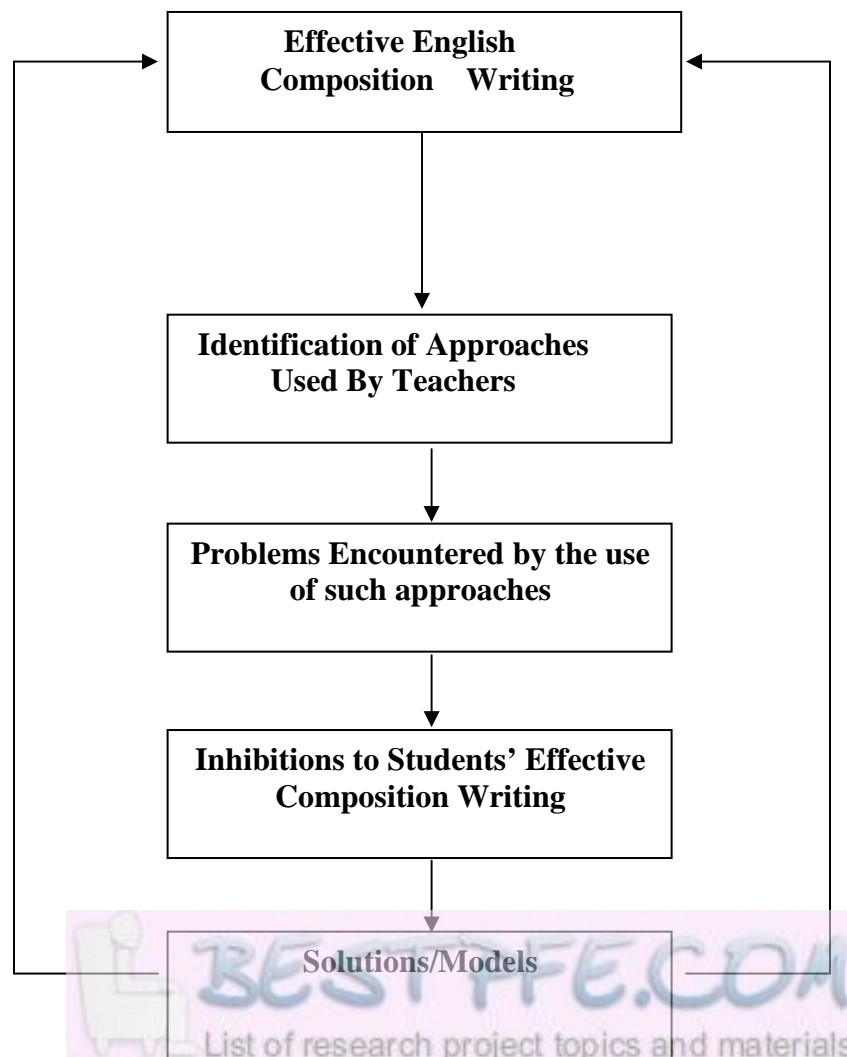 Effective English
Composition Writing
Identification of Approaches
Used By Teachers
Problems Encountered by the use
of such approaches
Inhibitions to Students’ Effective
Composition Writing
Solutions/Models
BESTPFE.COM
List of research project topics and materials